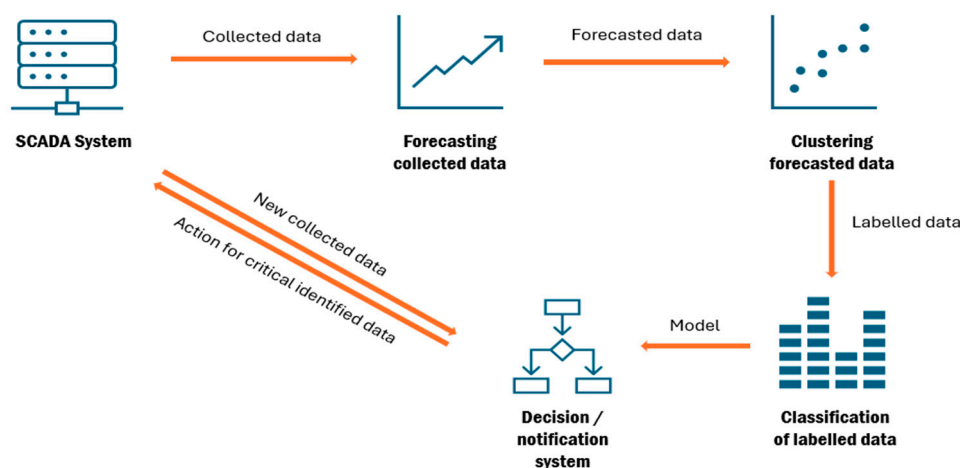 Collected data
Forecasted data
SCADA System
Forecasting
collected data
Clustering
forecasted data
New collected data
Action for critical identified data
Labelled data
Model
Decision /
notification
system
Classification
of labelled data